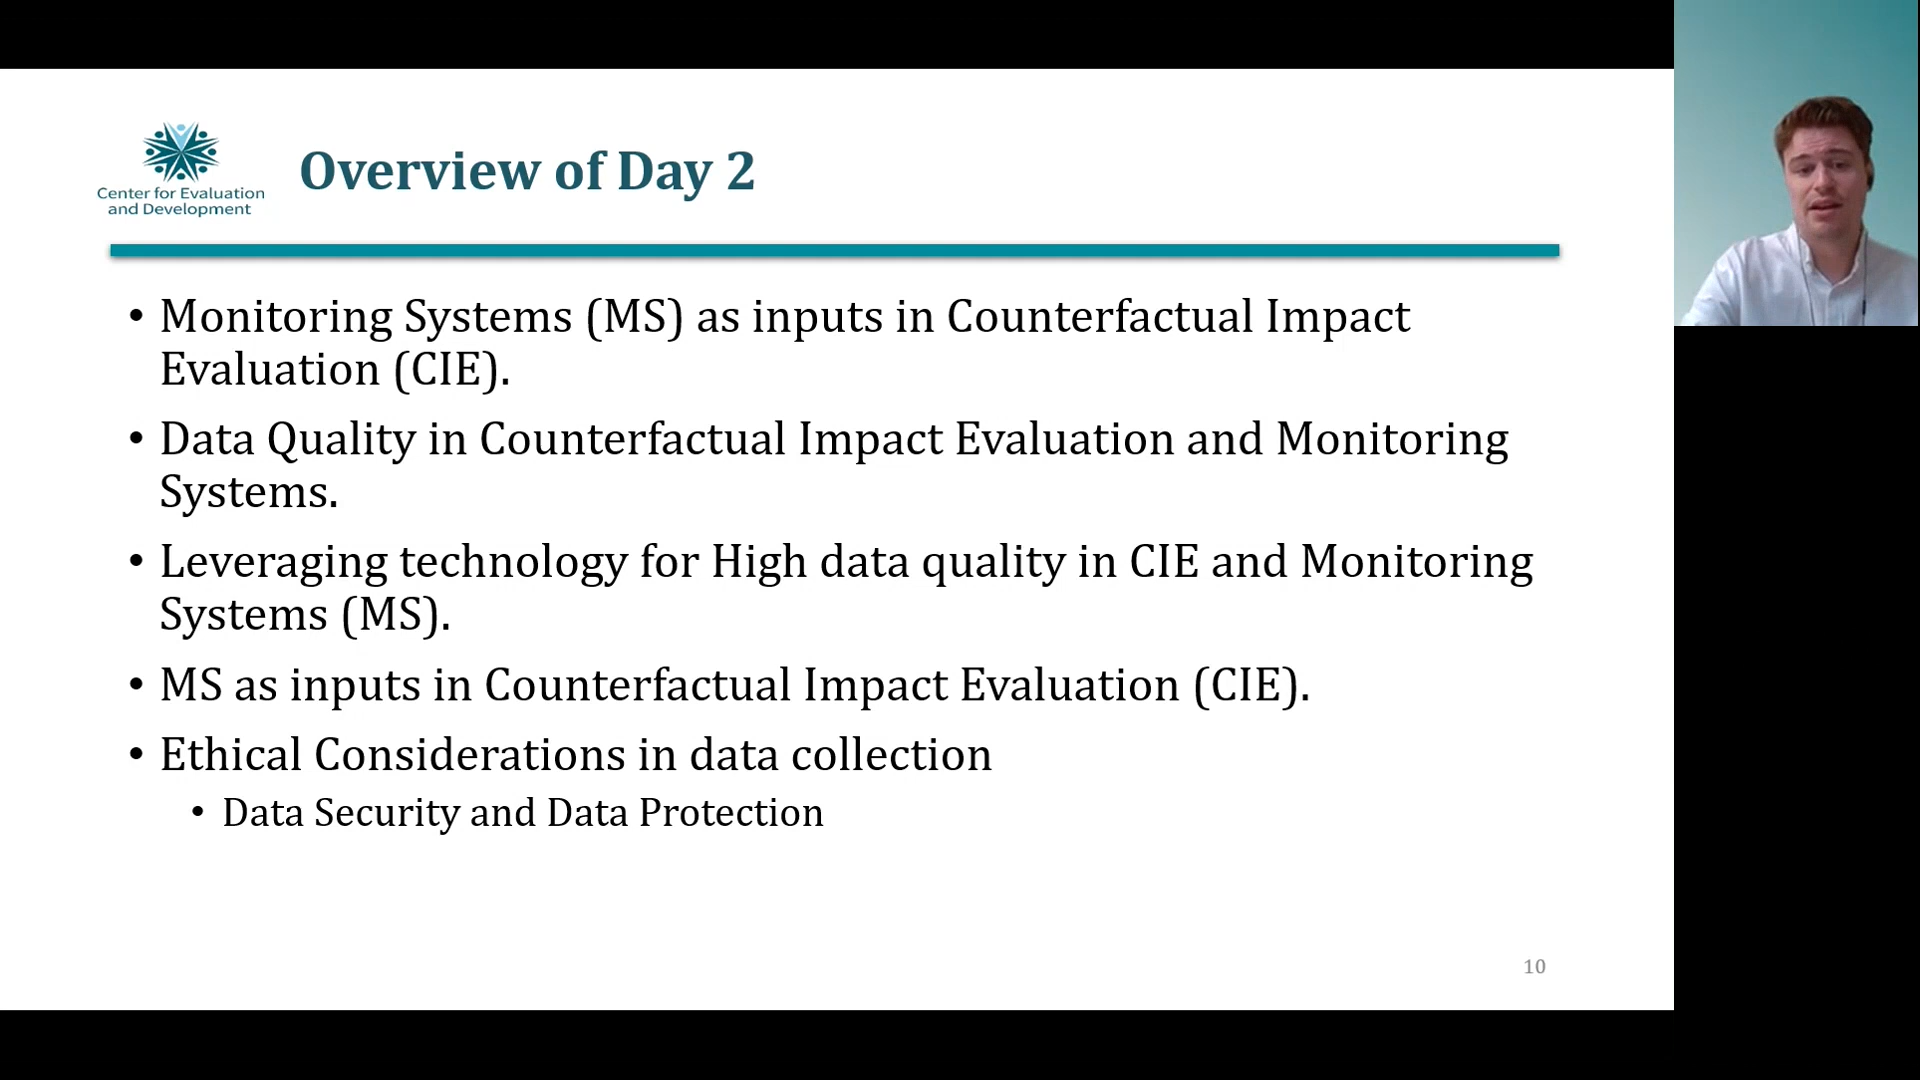 Center for Evaluation
and Development
Overview of Day 2
• Monitoring Systems (MS) as inputs in Counterfactual Impact
Evaluation (CIE).
• Data Quality in Counterfactual Impact Evaluation and Monitoring
Systems.
• Leveraging technology for High data quality in CIE and Monitoring
Systems (MS).
• MS as inputs in Counterfactual Impact Evaluation (CIE).
• Ethical Considerations in data collection
• Data Security and Data Protection
10